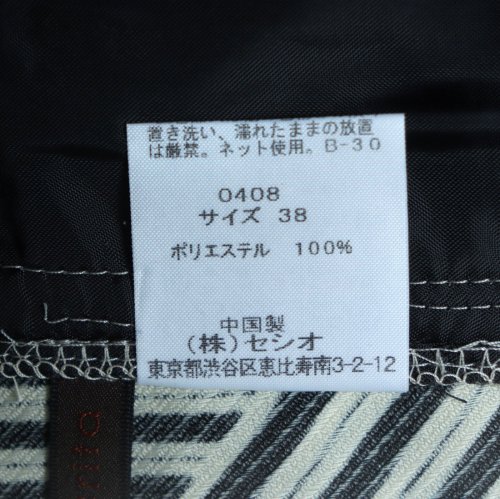 置き洗い、濡れたままの放置
は厳禁。ネット使用。B-30
0408
サイズ 38
ポリエステル 100%
中国製
(株)セシオ
東京都渋谷区恵比寿南3-2-12